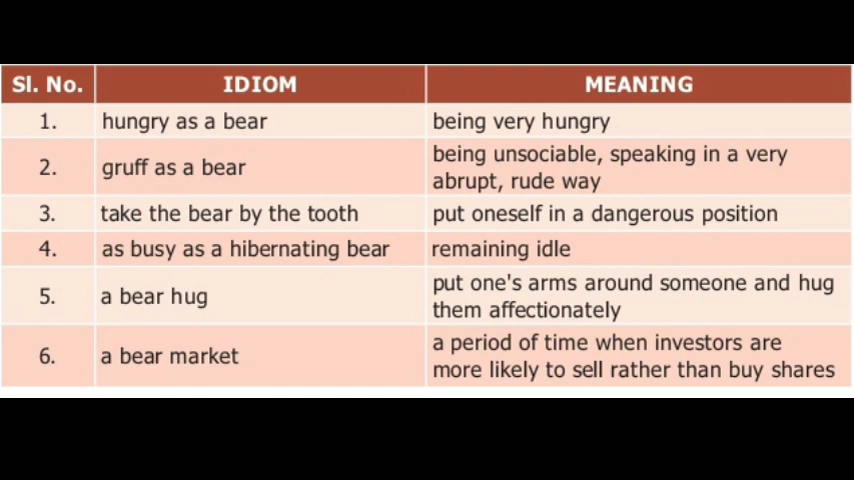 Sl. No. IDIOM MEANING
1. hungry as a bear being very hungry
2. gruff as a bear being unsociable, speaking in a very
abrupt, rude way
3. take the bear by the tooth put oneself in a dangerous position
4. as busy as a hibernating bear remaining idle
5. a bear hug put one's arms around someone and hug
them affectionately
6. a bear market a period of time when investors are
more likely to sell rather than buy shares